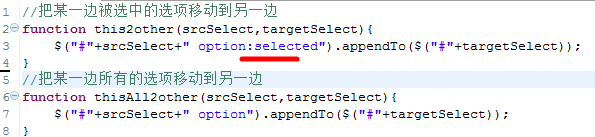 1 //把某一边被选中的选项移动到另一边
2 function this2other(srcSelect,targetSelect){
3 $("#"+srcSelect+" option:selected").appendTo($("#"+targetSelect));
4 }
5 //把某一边所有的选项移动到另一边
6 function thisAll2other(srcSelect,targetSelect){
7 $("#"+srcSelect+" option").appendTo($("#"+targetSelect));
8 }